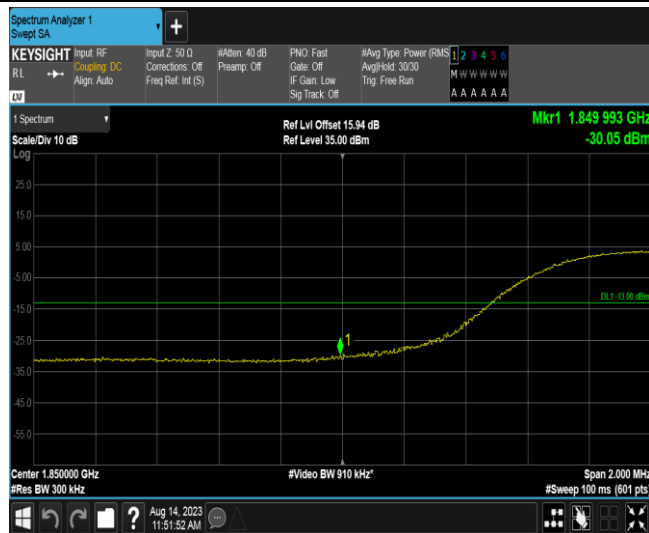 Spectrum Analyzer 1
Swept SA
+
KEYSIGHT
RL
LXI
Input: RF
Coupling: DC
Align: Auto
Input Z: 50 Ω
Corrections: Off
Freq Ref: Int (S)
#Atten: 40 dB
Preamp: Off
PNO: Fast
Gate: Off
IF Gain: Low
Sig Track: Off
#Avg Type: Power (RMS
Avg|Hold: 30/30
Trig: Free Run
1 2 3 4 5 6
M W W W W W
A A A A A A
1 Spectrum
Scale/Div 10 dB
Ref Lvl Offset 15.94 dB
Ref Level 35.00 dBm
Mkr1 1.849 993 GHz
-30.05 dBm
Log
25.0
15.0
5.00
-5.00
DL1 -13.00 dBm
-15.0
1
-25.0
-35.0
-45.0
-55.0
Center 1.850000 GHz
#Video BW 910 kHz*
Span 2.000 MHz
#Res BW 300 kHz
#Sweep 100 ms (601 pts)
?
Aug 14, 2023
11:51:52 AM